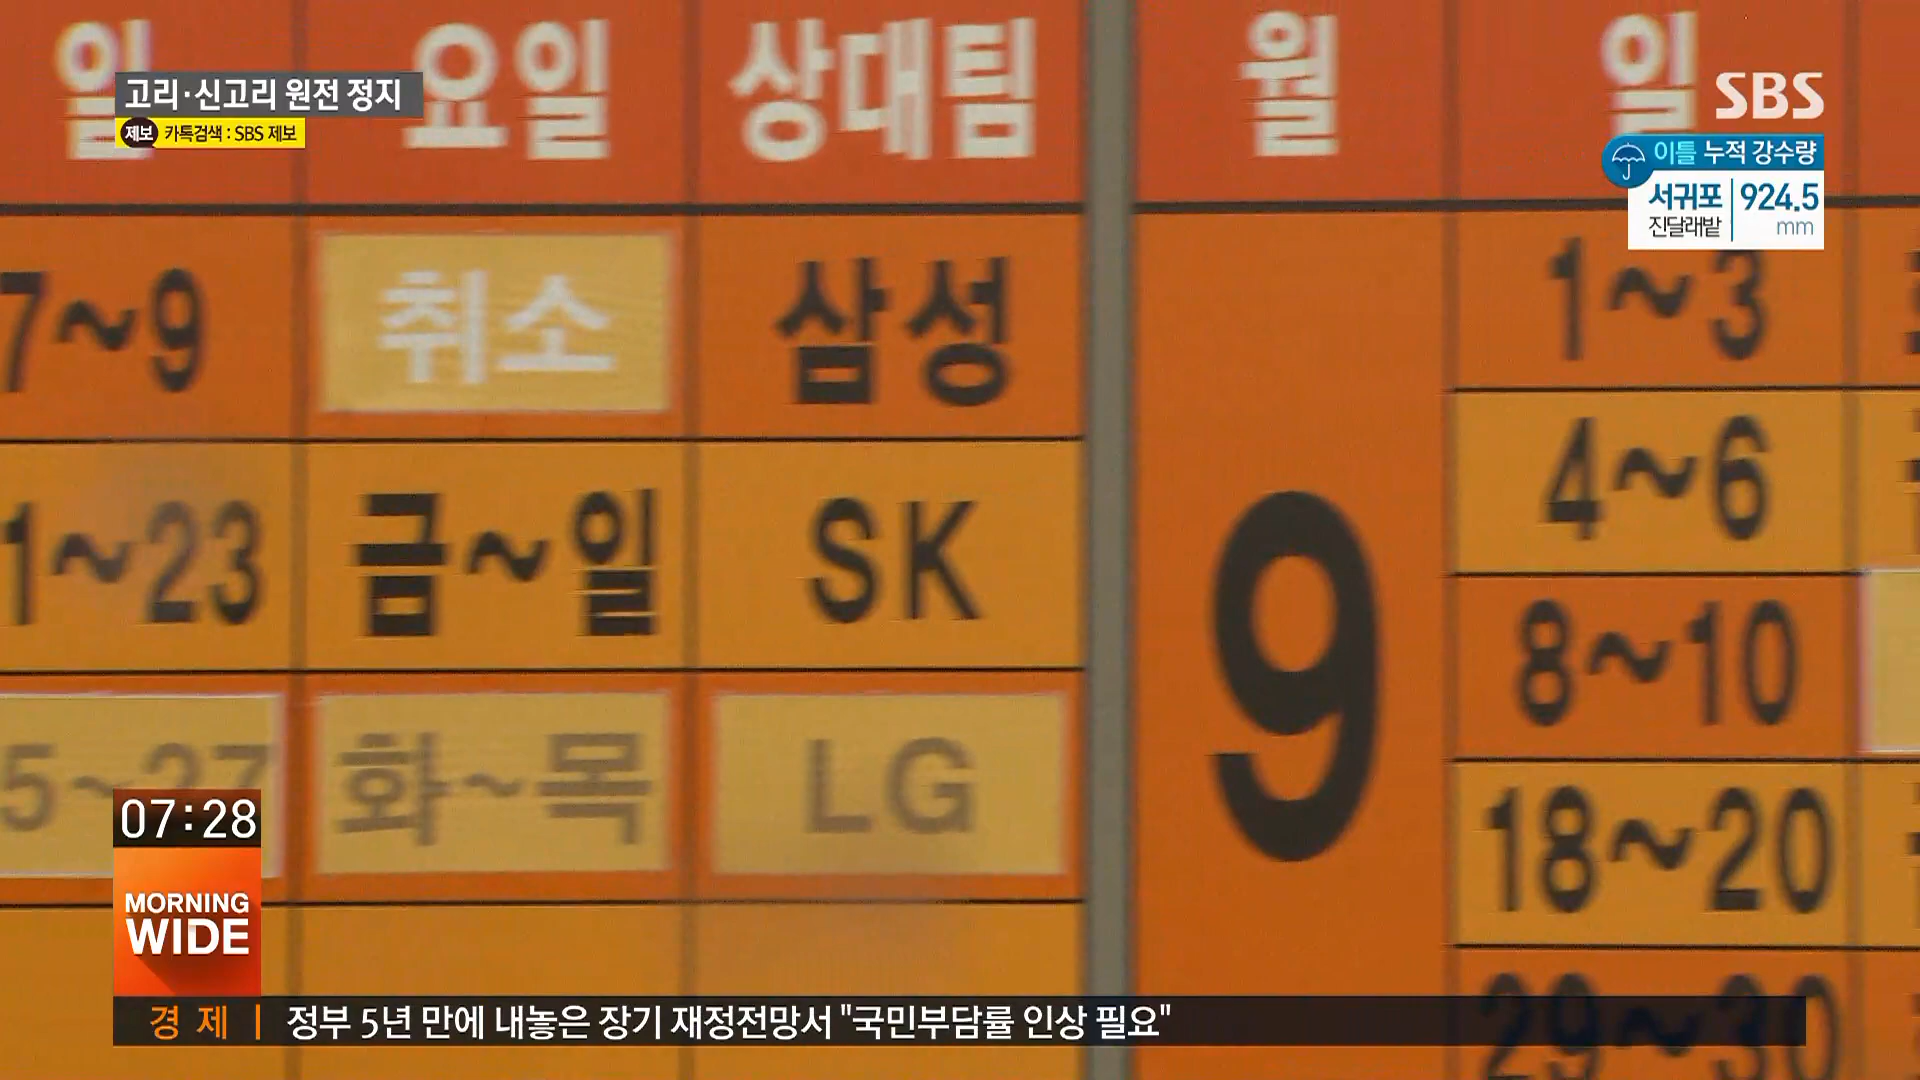 일 요일 상대팀 월 일
고리·신고리 원전 정지
제보 카톡검색 : SBS 제보
SBS
이틀 누적 강수량
서귀포 924.5
진달래밭 mm
7~9 취소 삼성 1~3
4~6
1~23 금~일 SK
9
8~10
5~27 화~목 LG
18~20
07:28
MORNING
WIDE
29~30
경제 | 정부 5년 만에 내놓은 장기 재정전망서 "국민부담률 인상 필요"